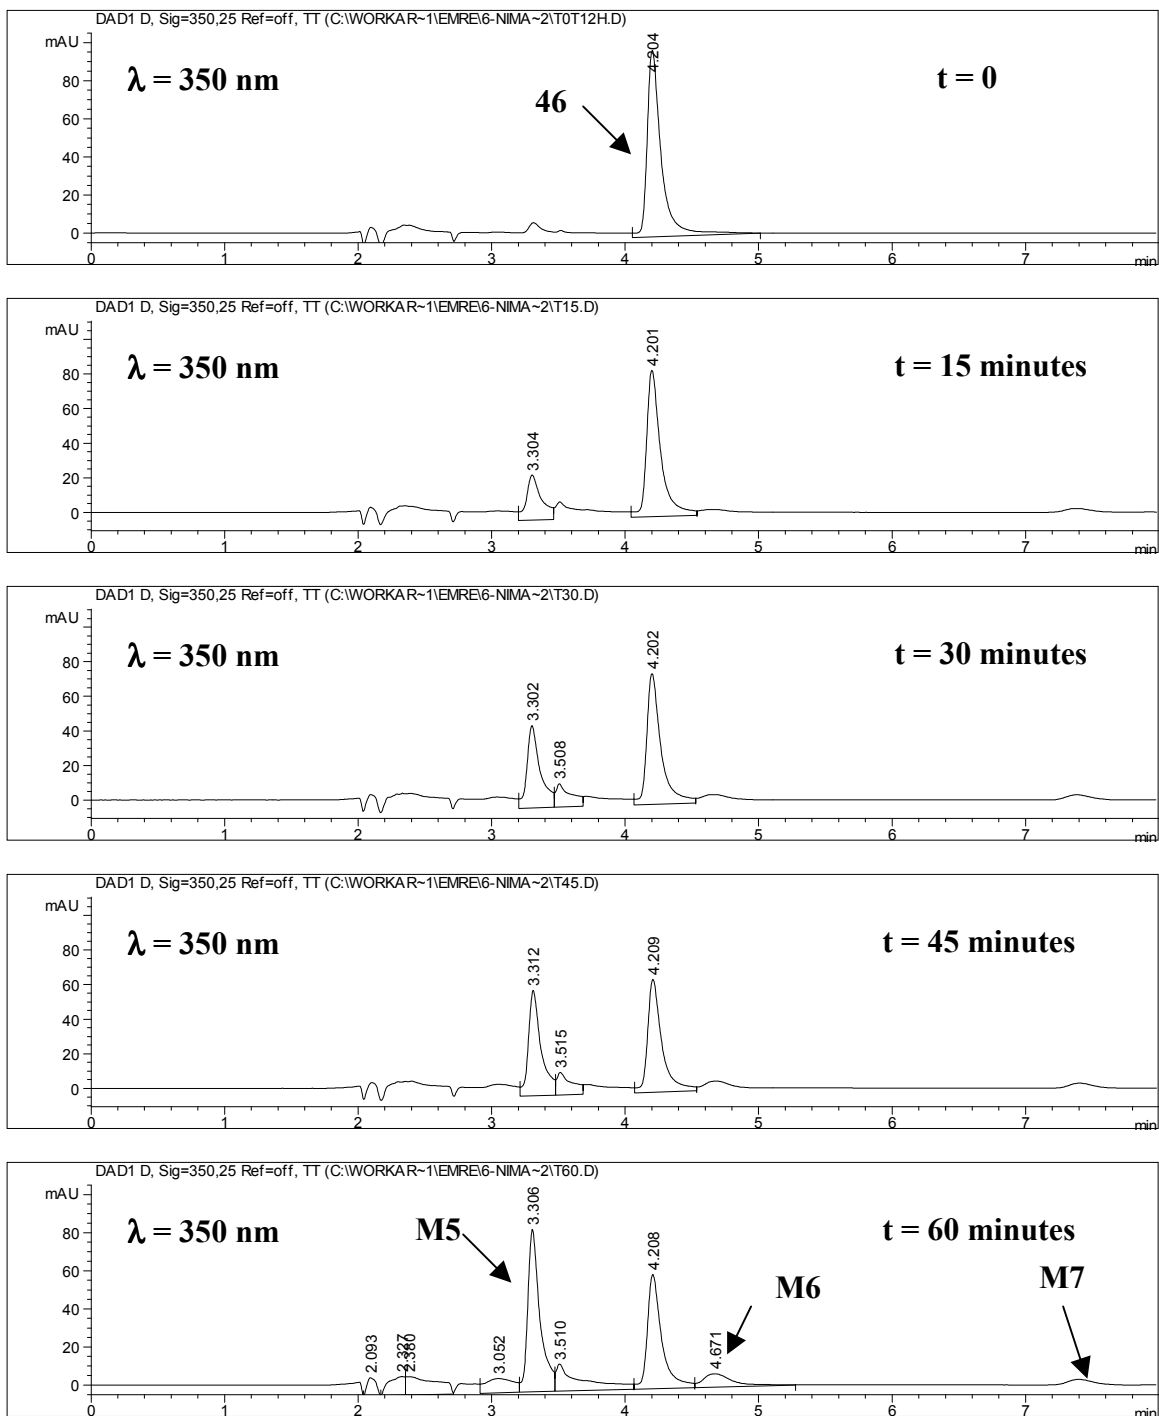 DAD1 D, Sig=350,25 Ref=off, TT (C:\WORKAR~1\EMRE\6-NIMA~2\T0T12H.D)
mAU
4.204
λ = 350 nm
t = 0
46
80
60
40
20
0
0 1 2 3 4 5 6 7 min
DAD1 D, Sig=350,25 Ref=off, TT (C:\WORKAR~1\EMRE\6-NIMA~2\T15.D)
mAU
4.201
λ = 350 nm
t = 15 minutes
3.304
80
60
40
20
0
0 1 2 3 4 5 6 7 min
DAD1 D, Sig=350,25 Ref=off, TT (C:\WORKAR~1\EMRE\6-NIMA~2\T30.D)
mAU
4.202
λ = 350 nm
t = 30 minutes
3.302
3.508
80
60
40
20
0
0 1 2 3 4 5 6 7 min
DAD1 D, Sig=350,25 Ref=off, TT (C:\WORKAR~1\EMRE\6-NIMA~2\T45.D)
mAU
4.209
λ = 350 nm
t = 45 minutes
3.312
3.515
80
60
40
20
0
0 1 2 3 4 5 6 7 min
DAD1 D, Sig=350,25 Ref=off, TT (C:\WORKAR~1\EMRE\6-NIMA~2\T60.D)
mAU
3.306
λ = 350 nm
M5
t = 60 minutes
4.208
M6
M7
2.093
2.327
2.380
3.052
3.510
4.671
80
60
40
20
0
0 1 2 3 4 5 6 7 min